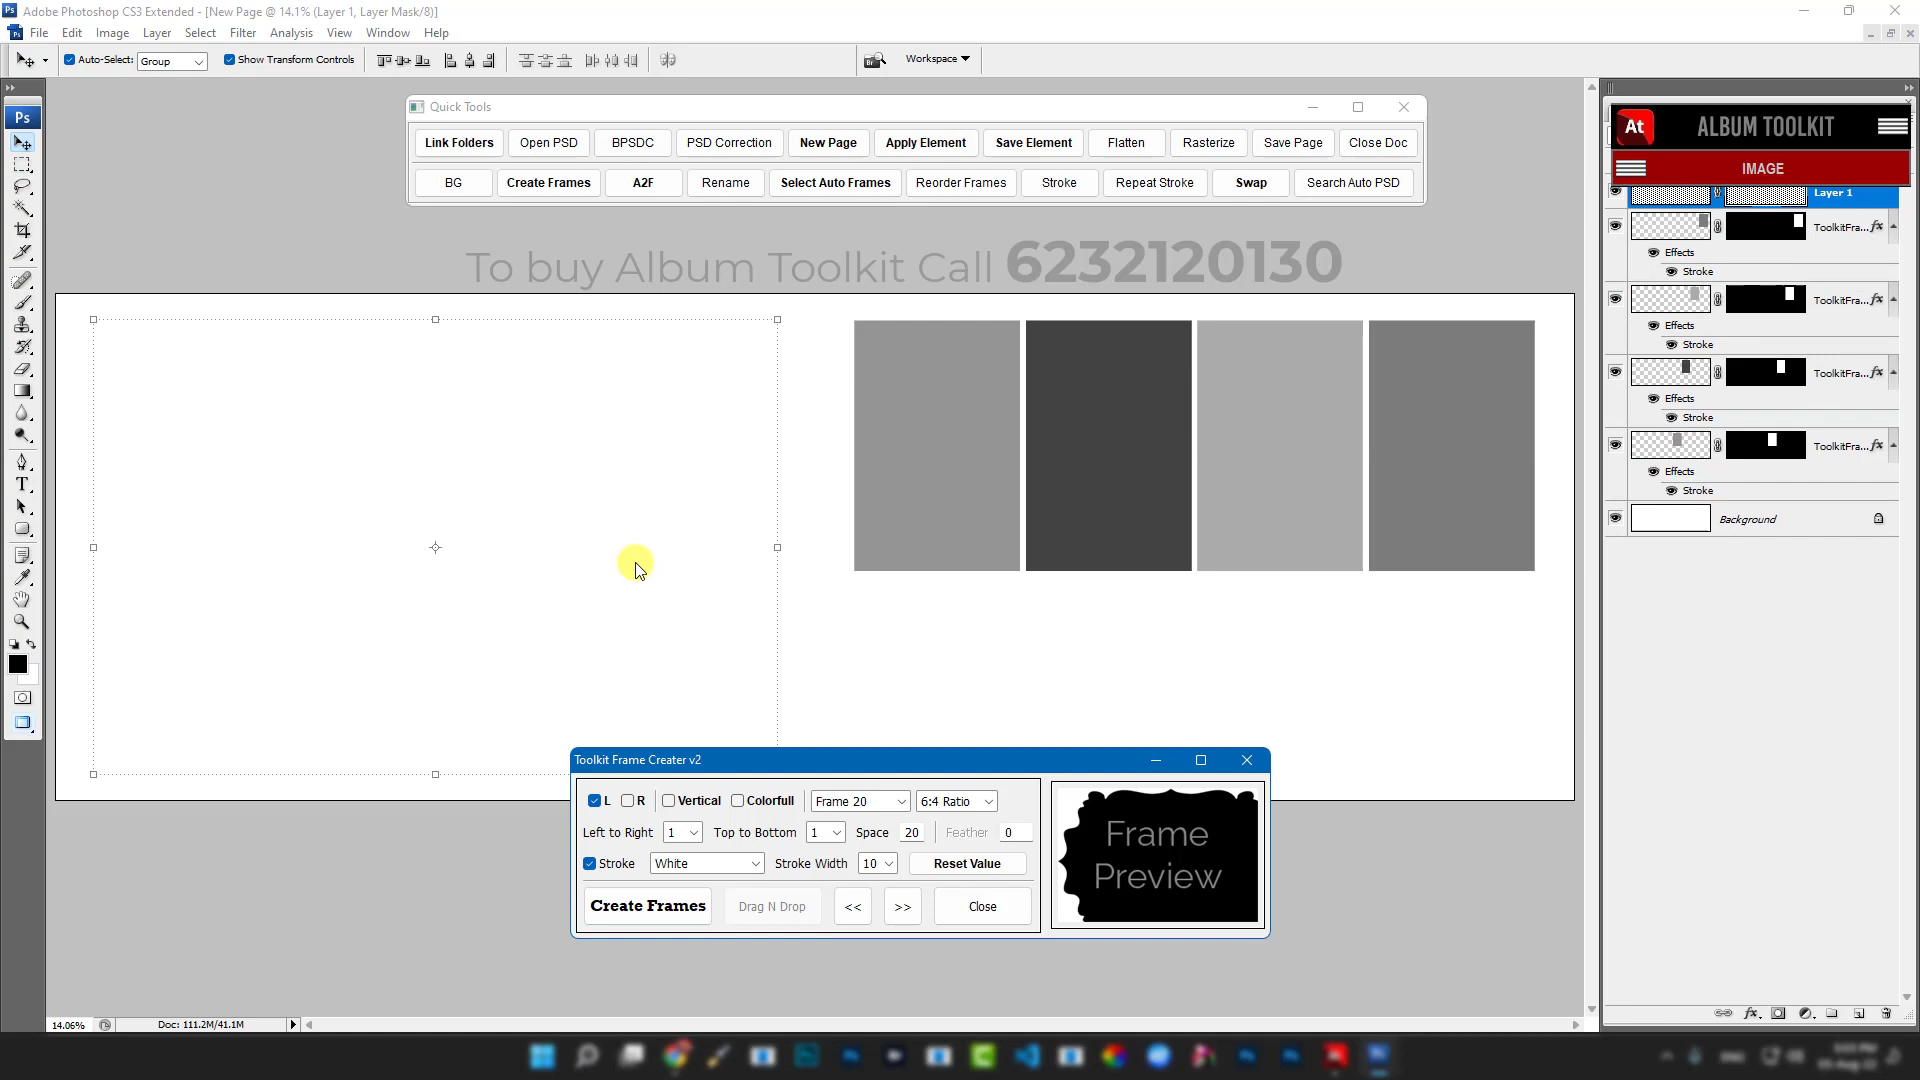 Adobe Photoshop CS3 Extended - [New Page @ 14.1% (Layer 1, Layer Mask/8)]
File Edit Image Layer Select Filter Analysis View Window Help
Auto-Select: Group Show Transform Controls Workspace
Ps
Quick Tools
Link Folders Open PSD BPSDC PSD Correction New Page Apply Element Save Element Flatten Rasterize Save Page Close Doc
BG Create Frames A2F Rename Select Auto Frames Reorder Frames Stroke Repeat Stroke Swap Search Auto PSD
To buy Album Toolkit Call 6232120130
At ALBUM TOOLKIT
IMAGE
Layer 1
ToolkitFra... fx
Effects
Stroke
ToolkitFra... fx
Effects
Stroke
ToolkitFra... fx
Effects
Stroke
ToolkitFra... fx
Effects
Stroke
Background
Toolkit Frame Creater v2
L R Vertical Colorfull Frame 20 6:4 Ratio
Left to Right 1 Top to Bottom 1 Space 20 Feather 0
Stroke White Stroke Width 10 Reset Value
Create Frames Drag N Drop << >> Close
Frame
Preview
14.06% Doc: 111.2M/41.1M